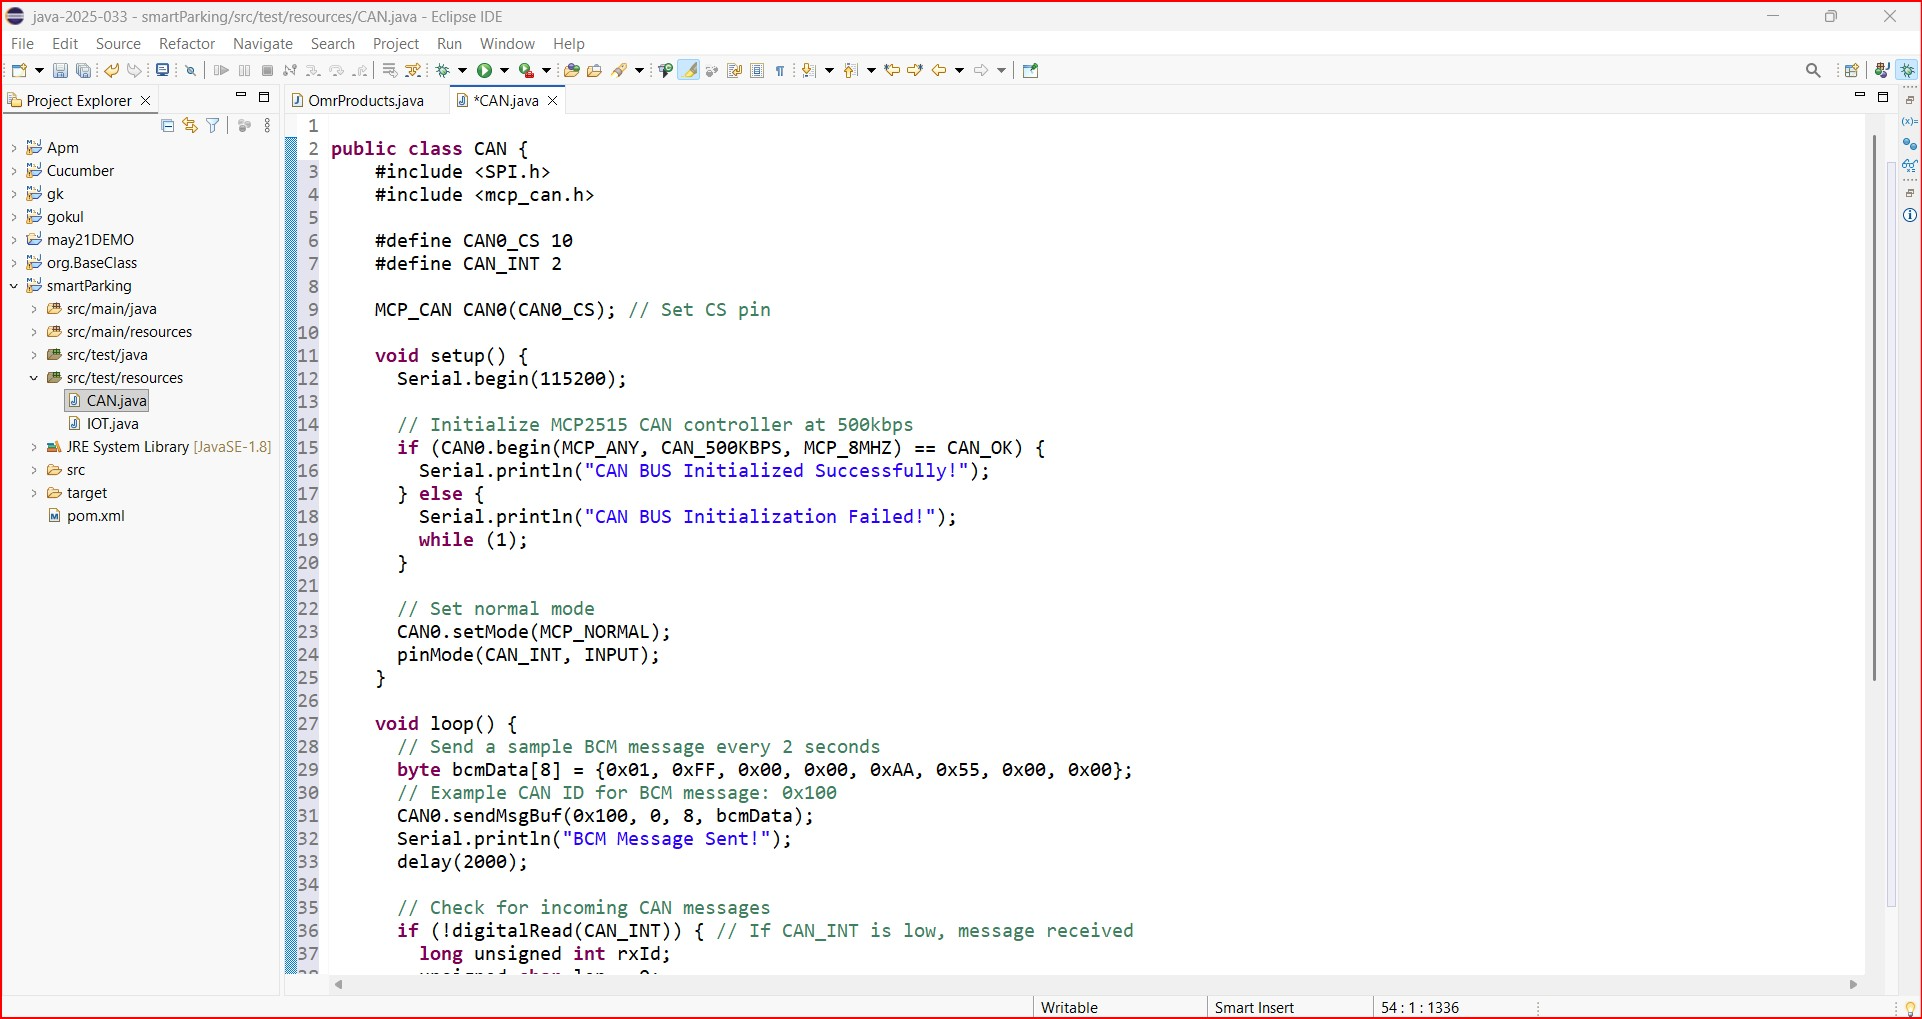 java-2025-033 - smartParking/src/test/resources/CAN.java - Eclipse IDE
File Edit Source Refactor Navigate Search Project Run Window Help
Project Explorer
Apm
Cucumber
gk
gokul
may21DEMO
org.BaseClass
smartParking
src/main/java
src/main/resources
src/test/java
src/test/resources
CAN.java
IOT.java
JRE System Library [JavaSE-1.8]
src
target
pom.xml
OmrProducts.java *CAN.java
1
2 public class CAN {
3 #include <SPI.h>
4 #include <mcp_can.h>
5
6 #define CAN0_CS 10
7 #define CAN_INT 2
8
9 MCP_CAN CAN0(CAN0_CS); // Set CS pin
10
11 void setup() {
12 Serial.begin(115200);
13
14 // Initialize MCP2515 CAN controller at 500kbps
15 if (CAN0.begin(MCP_ANY, CAN_500KBPS, MCP_8MHZ) == CAN_OK) {
16 Serial.println("CAN BUS Initialized Successfully!");
17 } else {
18 Serial.println("CAN BUS Initialization Failed!");
19 while (1);
20 }
21
22 // Set normal mode
23 CAN0.setMode(MCP_NORMAL);
24 pinMode(CAN_INT, INPUT);
25 }
26
27 void loop() {
28 // Send a sample BCM message every 2 seconds
29 byte bcmData[8] = {0x01, 0xFF, 0x00, 0x00, 0xAA, 0x55, 0x00, 0x00};
30 // Example CAN ID for BCM message: 0x100
31 CAN0.sendMsgBuf(0x100, 0, 8, bcmData);
32 Serial.println("BCM Message Sent!");
33 delay(2000);
34
35 // Check for incoming CAN messages
36 if (!digitalRead(CAN_INT)) { // If CAN_INT is low, message received
37 long unsigned int rxId;
Writable Smart Insert 54 : 1 : 1336